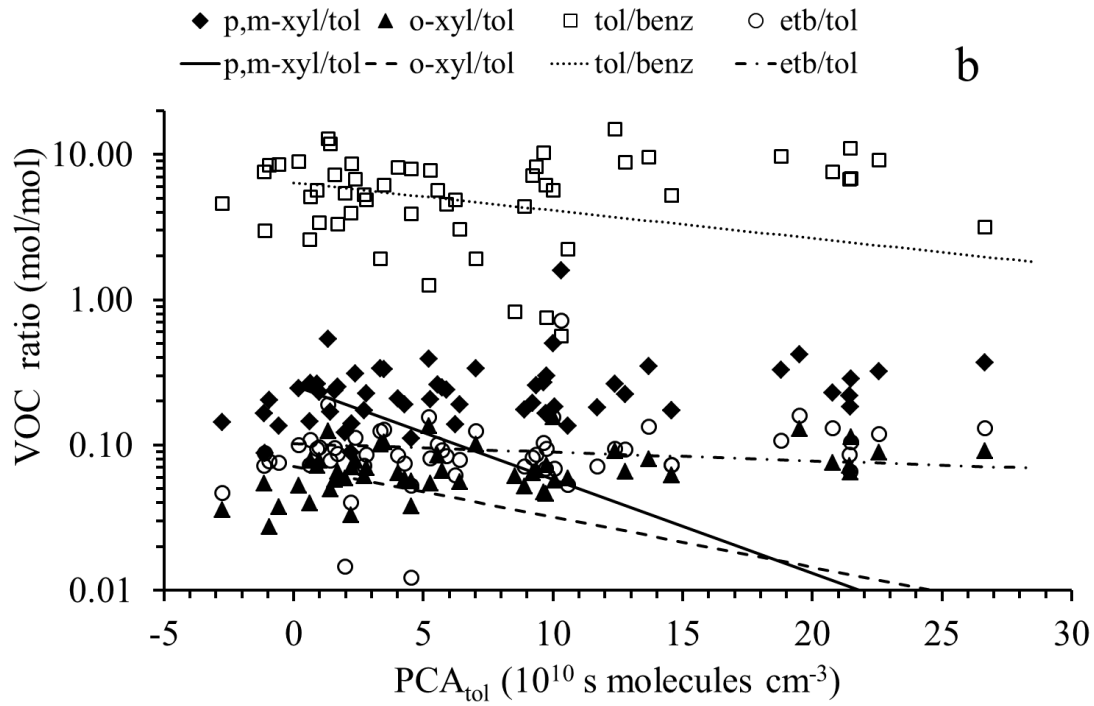 p,m-xyl/tol o-xyl/tol tol/benz etb/tol
p,m-xyl/tol o-xyl/tol tol/benz etb/tol
b
VOC ratio (mol/mol)
10.00
1.00
0.10
0.01
-5 0 5 10 15 20 25 30
PCAtol (10¹⁰ s molecules cm⁻³)